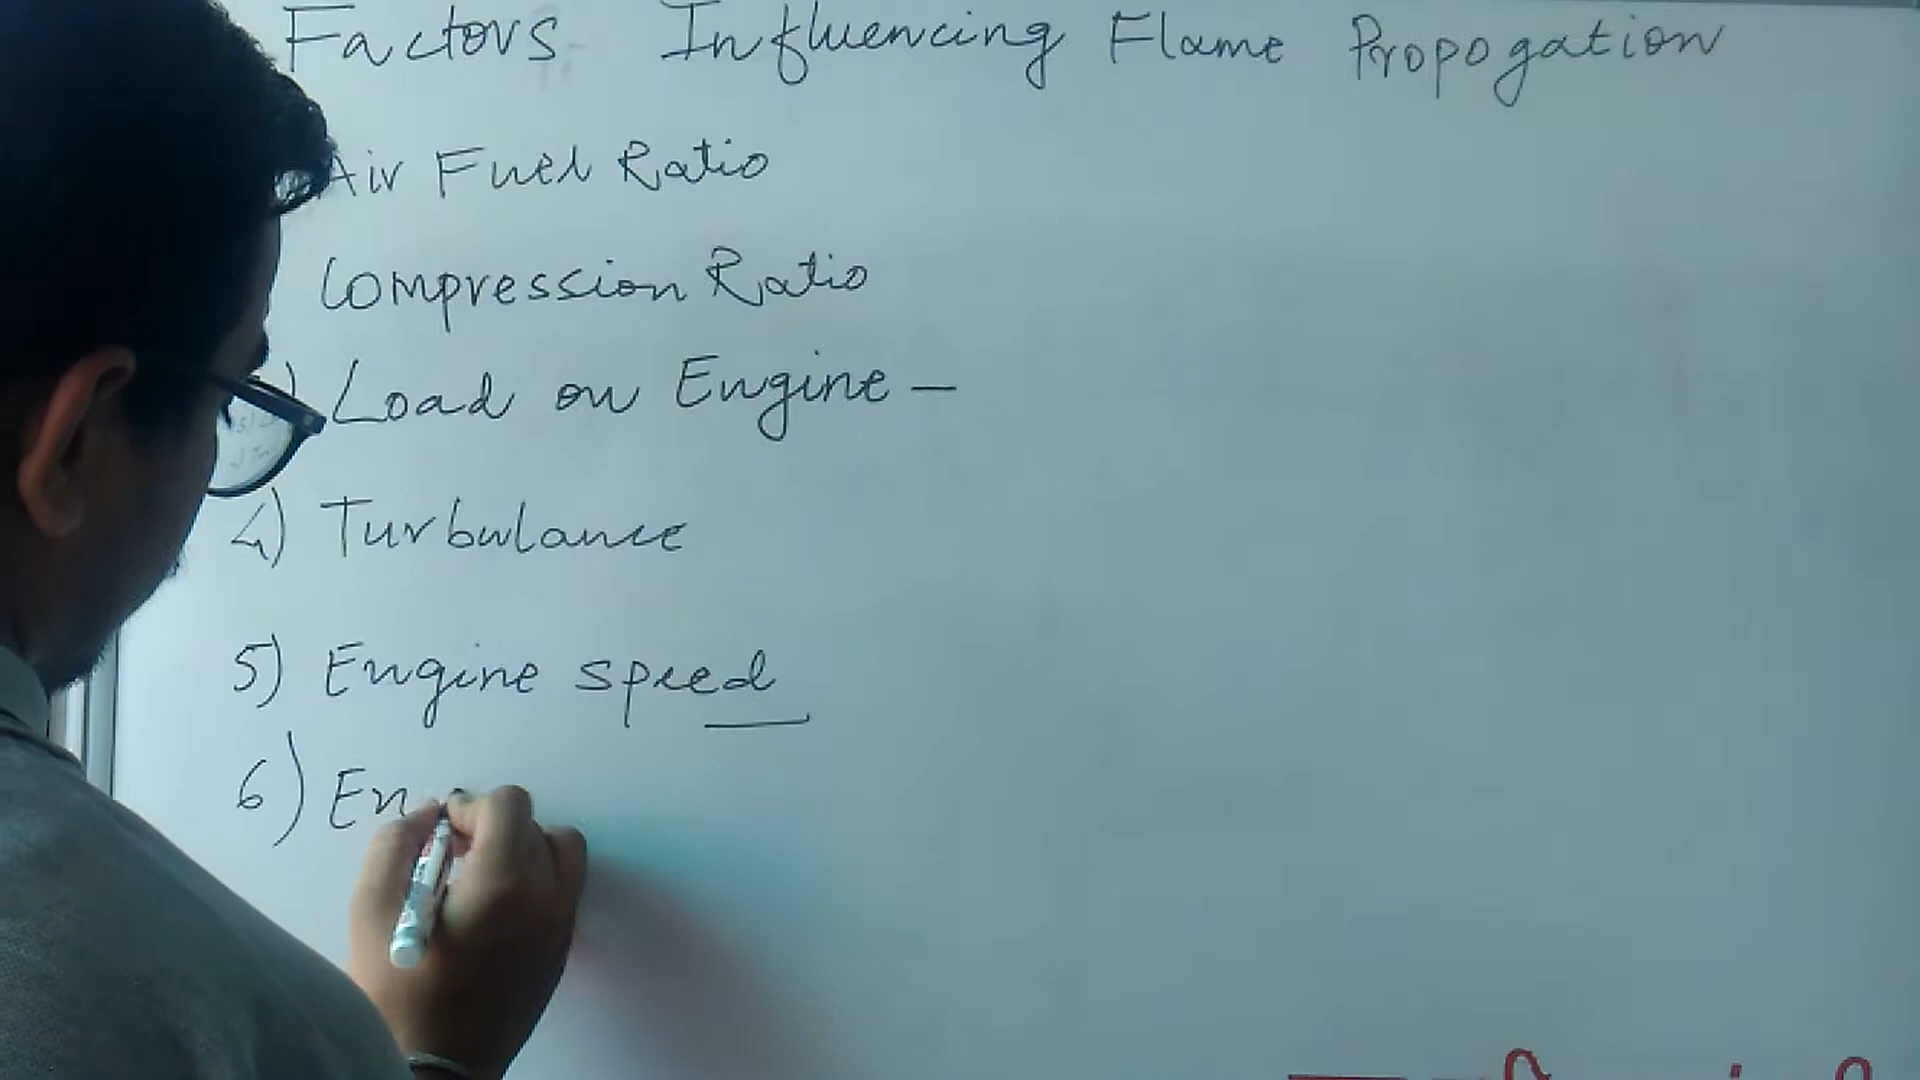 Factors Influencing Flame Propogation
Air Fuel Ratio
Compression Ratio
) Load on Engine —
4) Turbulance
5) Engine speed
6) En